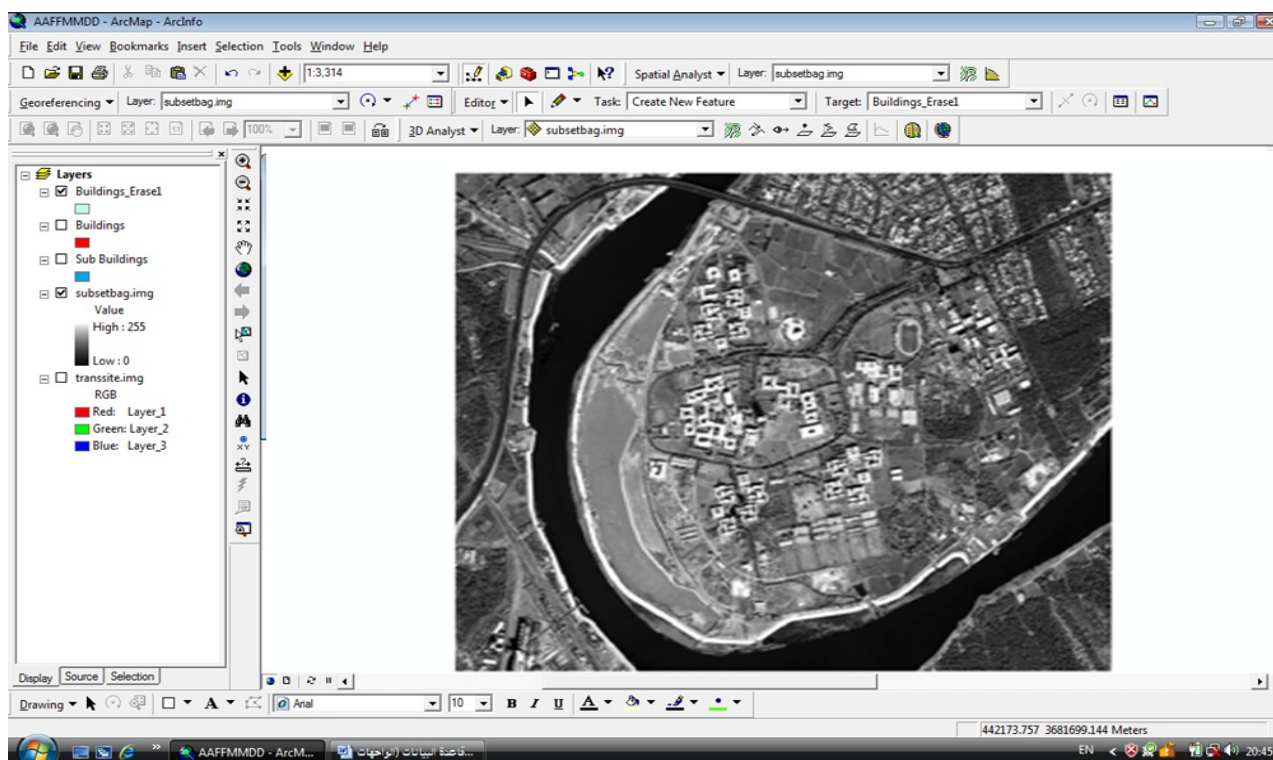 AAFFMMDD - ArcMap - ArcInfo
File Edit View Bookmarks Insert Selection Tools Window Help
1:3,314 Spatial Analyst Layer: subsetbag.img
Georeferencing Layer: subsetbag.img Editor Task: Create New Feature Target: Buildings_Erase1
100% 3D Analyst Layer: subsetbag.img
Layers
Buildings_Erase1
Buildings
Sub Buildings
subsetbag.img
Value
High : 255
Low : 0
transsite.img
RGB
Red: Layer_1
Green: Layer_2
Blue: Layer_3
Display Source Selection
Drawing A Arial 10 B I U A
442173.757 3681699.144 Meters
AAFFMMDD - ArcM... قاعدة البيانات (الواجهات... EN 20:45